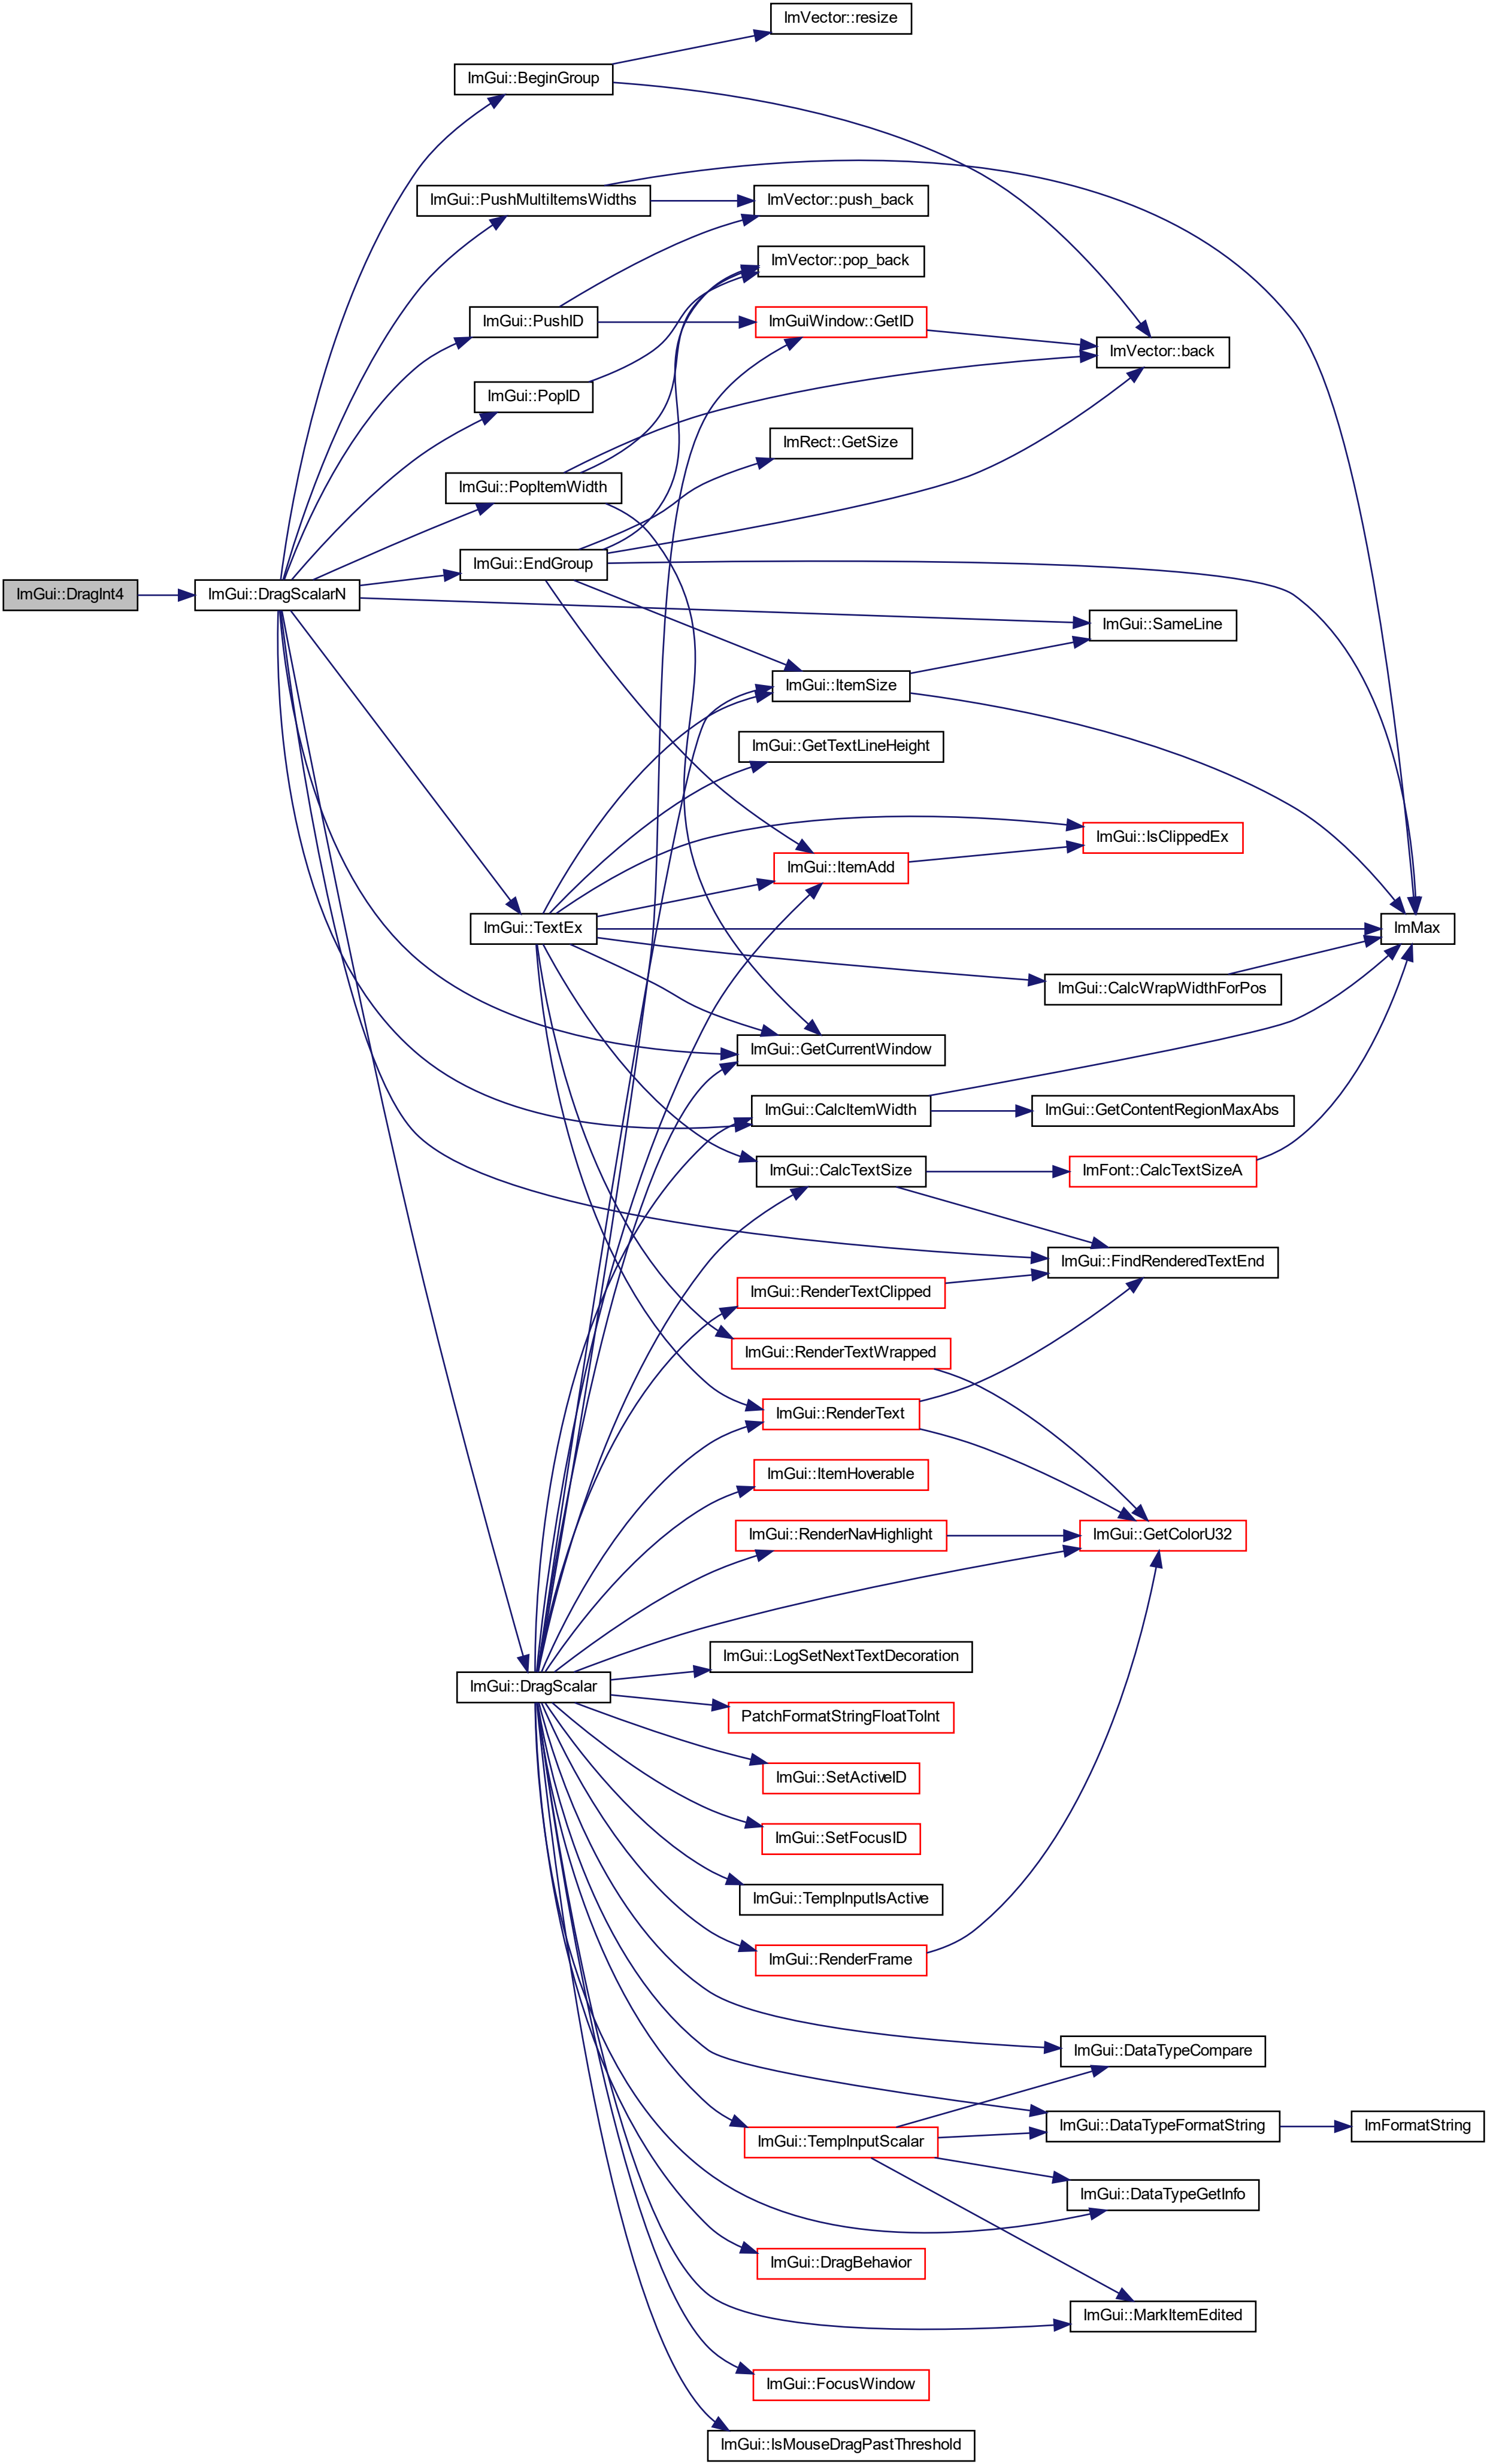 ImVector::resize
ImGui::BeginGroup
ImGui::PushMultiItemsWidths
ImVector::push_back
ImVector::pop_back
ImGui::PushID
ImGuiWindow::GetID
ImVector::back
ImGui::PopID
ImRect::GetSize
ImGui::PopItemWidth
ImGui::EndGroup
ImGui::DragInt4
ImGui::DragScalarN
ImGui::SameLine
ImGui::ItemSize
ImGui::GetTextLineHeight
ImGui::IsClippedEx
ImGui::ItemAdd
ImGui::TextEx
ImMax
ImGui::CalcWrapWidthForPos
ImGui::GetCurrentWindow
ImGui::CalcItemWidth
ImGui::GetContentRegionMaxAbs
ImGui::CalcTextSize
ImFont::CalcTextSizeA
ImGui::FindRenderedTextEnd
ImGui::RenderTextClipped
ImGui::RenderTextWrapped
ImGui::RenderText
ImGui::ItemHoverable
ImGui::RenderNavHighlight
ImGui::GetColorU32
ImGui::LogSetNextTextDecoration
ImGui::DragScalar
PatchFormatStringFloatToInt
ImGui::SetActiveID
ImGui::SetFocusID
ImGui::TempInputIsActive
ImGui::RenderFrame
ImGui::DataTypeCompare
ImGui::DataTypeFormatString
ImFormatString
ImGui::TempInputScalar
ImGui::DataTypeGetInfo
ImGui::DragBehavior
ImGui::MarkItemEdited
ImGui::FocusWindow
ImGui::IsMouseDragPastThreshold